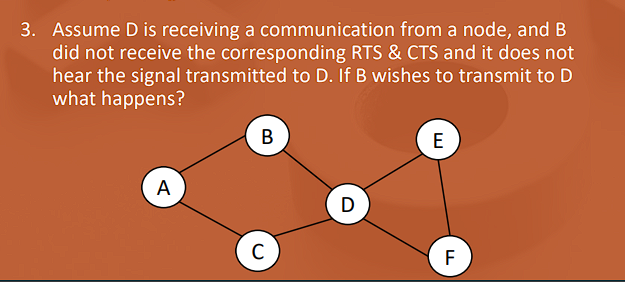 3. Assume D is receiving a communication from a node, and B
did not receive the corresponding RTS & CTS and it does not
hear the signal transmitted to D. If B wishes to transmit to D
what happens?
B
E
A
D
C
F